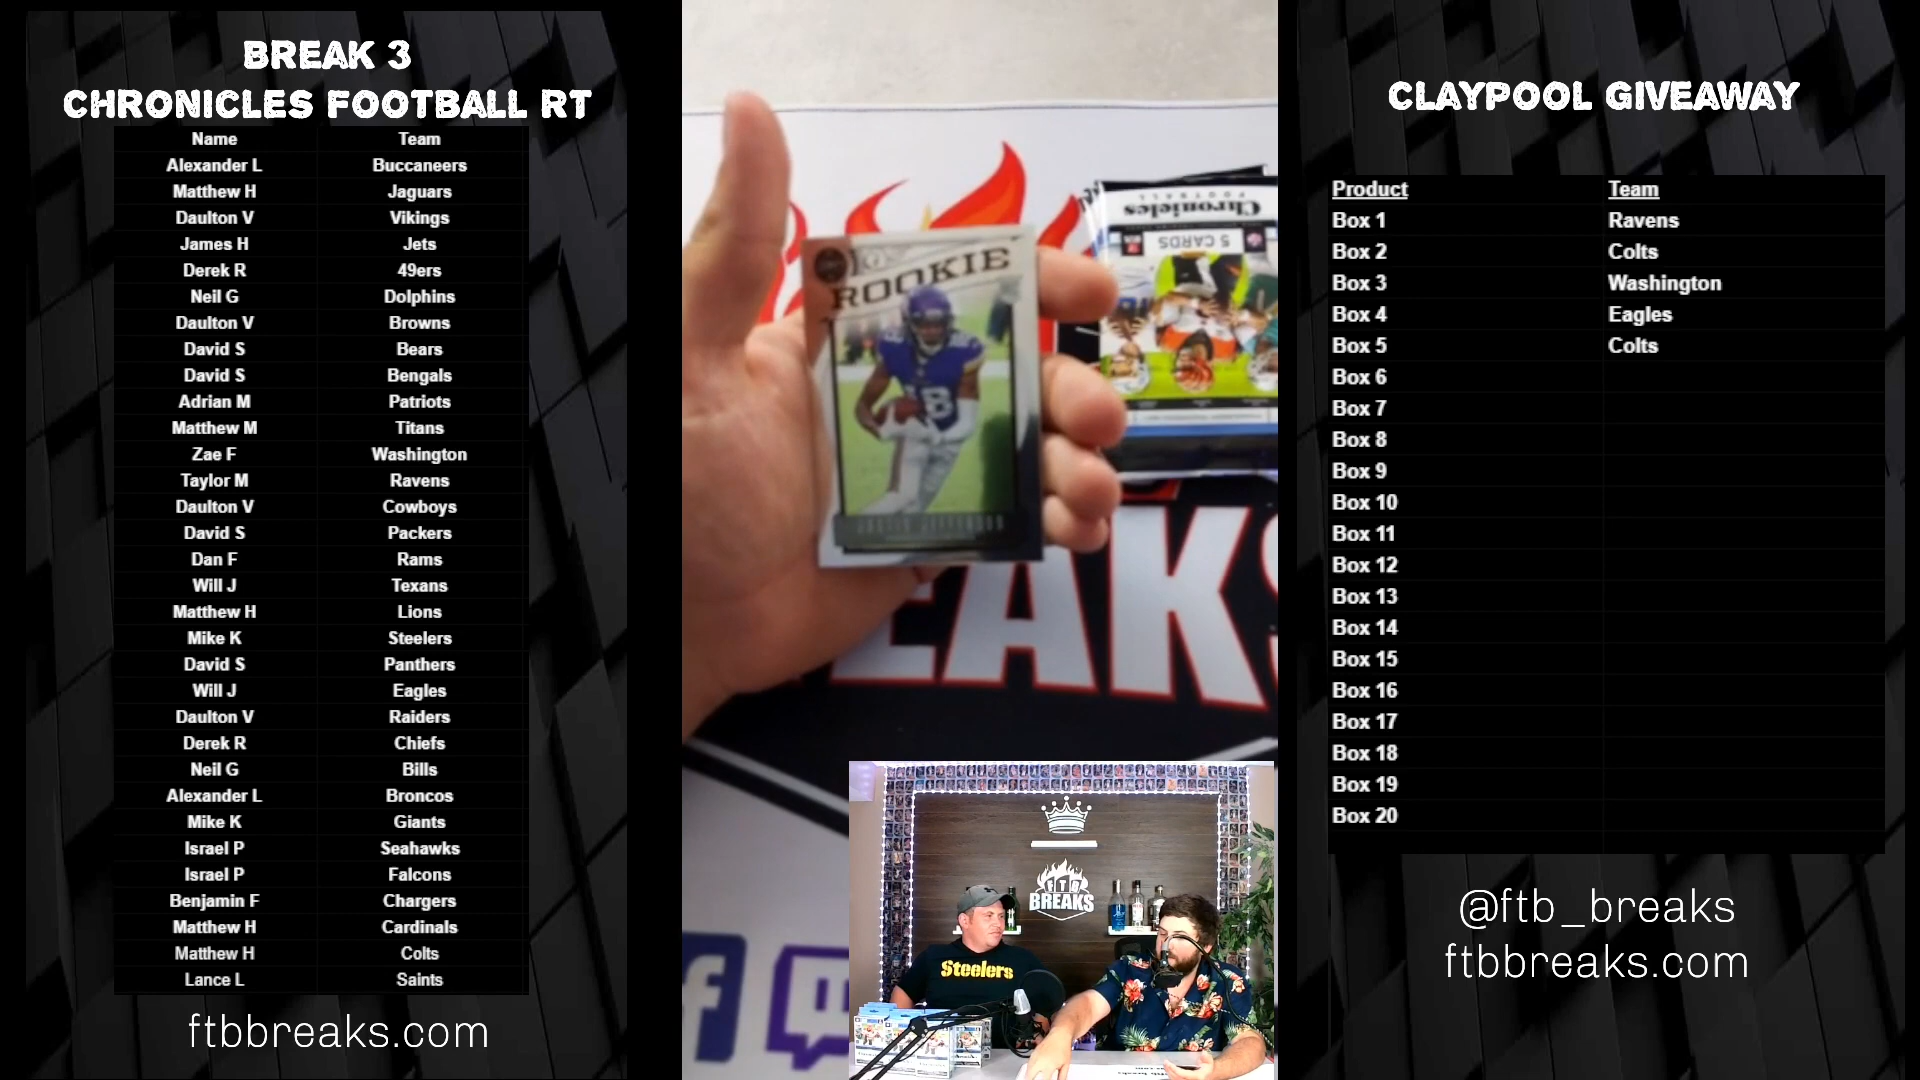 BREAK 3
CHRONICLES FOOTBALL RT
Name Team
Alexander L Buccaneers
Matthew H Jaguars
Daulton V Vikings
James H Jets
Derek R 49ers
Neil G Dolphins
Daulton V Browns
David S Bears
David S Bengals
Adrian M Patriots
Matthew M Titans
Zae F Washington
Taylor M Ravens
Daulton V Cowboys
David S Packers
Dan F Rams
Will J Texans
Matthew H Lions
Mike K Steelers
David S Panthers
Will J Eagles
Daulton V Raiders
Derek R Chiefs
Neil G Bills
Alexander L Broncos
Mike K Giants
Israel P Seahawks
Israel P Falcons
Benjamin F Chargers
Matthew H Cardinals
Matthew H Colts
Lance L Saints
ftbbreaks.com
ROOKIE
JUSTIN JEFFERSON
Chronicles
FOOTBALL
5 CARDS
EAKS
FTB
BREAKS
Steelers
CLAYPOOL GIVEAWAY
Product Team
Box 1 Ravens
Box 2 Colts
Box 3 Washington
Box 4 Eagles
Box 5 Colts
Box 6
Box 7
Box 8
Box 9
Box 10
Box 11
Box 12
Box 13
Box 14
Box 15
Box 16
Box 17
Box 18
Box 19
Box 20
@ftb_breaks
ftbbreaks.com